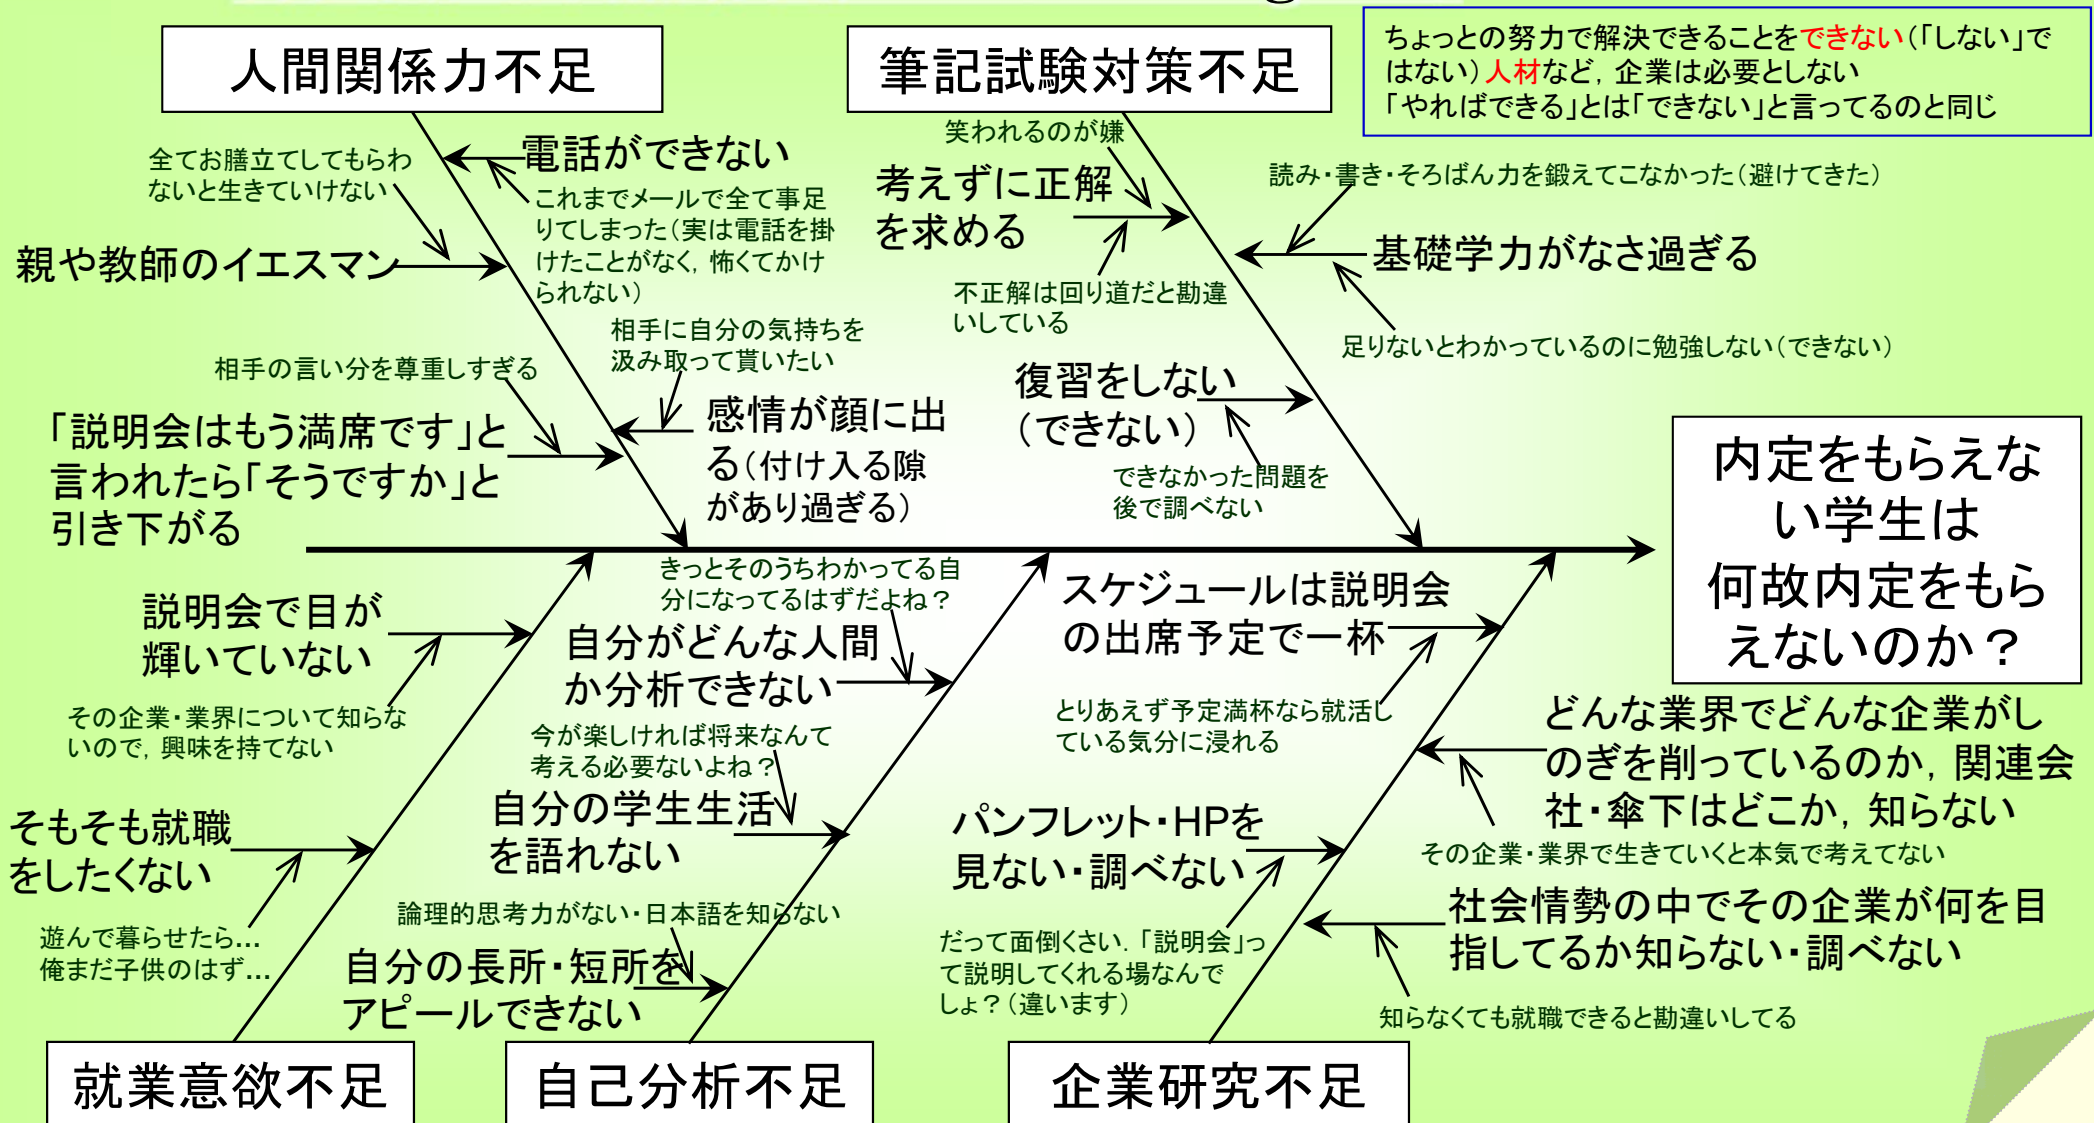 人間関係力不足
筆記試験対策不足
ちょっとの努力で解決できることをできない(「しない」で
はない)人材など, 企業は必要としない
「やればできる」とは「できない」と言ってるのと同じ
全てお膳立てしてもらわ
ないと生きていけない
電話ができない
これまでメールで全て事足
りてしまった(実は電話を掛
けたことがなく, 怖くてかけ
られない)
親や教師のイエスマン
相手の言い分を尊重しすぎる
「説明会はもう満席です」と
言われたら「そうですか」と
引き下がる
相手に自分の気持ちを
汲み取って貰いたい
感情が顔に出
る(付け入る隙
があり過ぎる)
笑われるのが嫌
考えずに正解
を求める
不正解は回り道だと勘違
いしている
読み・書き・そろばん力を鍛えてこなかった(避けてきた)
基礎学力がなさ過ぎる
足りないとわかっているのに勉強しない(できない)
復習をしない
(できない)
できなかった問題を
後で調べない
内定をもらえな
い学生は
何故内定をもら
えないのか?
説明会で目が
輝いていない
その企業・業界について知らな
いので, 興味を持てない
そもそも就職
をしたくない
遊んで暮らせたら…
俺まだ子供のはず…
きっとそのうちわかってる自
分になってるはずだよね?
自分がどんな人間
か分析できない
今が楽しければ将来なんて
考える必要ないよね?
自分の学生生活
を語れない
論理的思考力がない・日本語を知らない
自分の長所・短所を
アピールできない
スケジュールは説明会
の出席予定で一杯
とりあえず予定満杯なら就活し
ている気分に浸れる
どんな業界でどんな企業がし
のぎを削っているのか, 関連会
社・傘下はどこか, 知らない
その企業・業界で生きていくと本気で考えてない
パンフレット・HPを
見ない・調べない
だって面倒くさい. 「説明会」っ
て説明してくれる場なんで
しょ?(違います)
社会情勢の中でその企業が何を目
指してるか知らない・調べない
知らなくても就職できると勘違いしてる
就業意欲不足
自己分析不足
企業研究不足